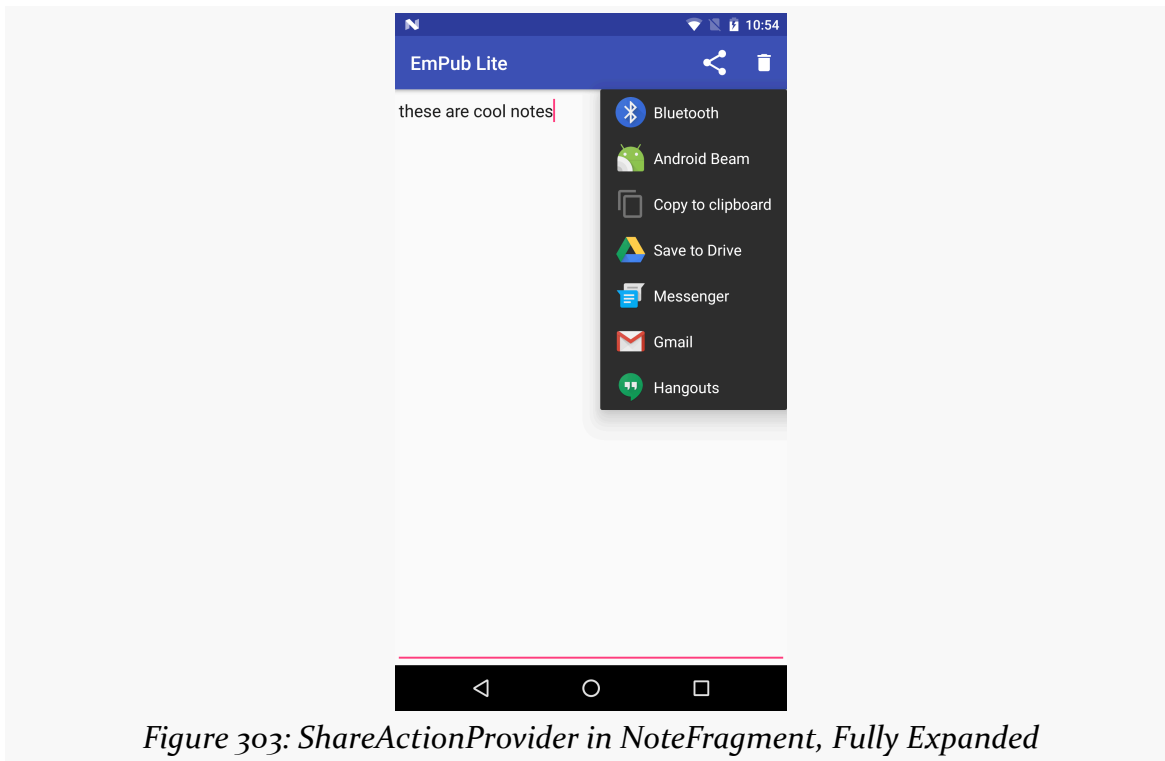 10:54
EmPub Lite
these are cool notes
Bluetooth
Android Beam
Copy to clipboard
Save to Drive
Messenger
Gmail
Hangouts
Figure 303: ShareActionProvider in NoteFragment, Fully Expanded